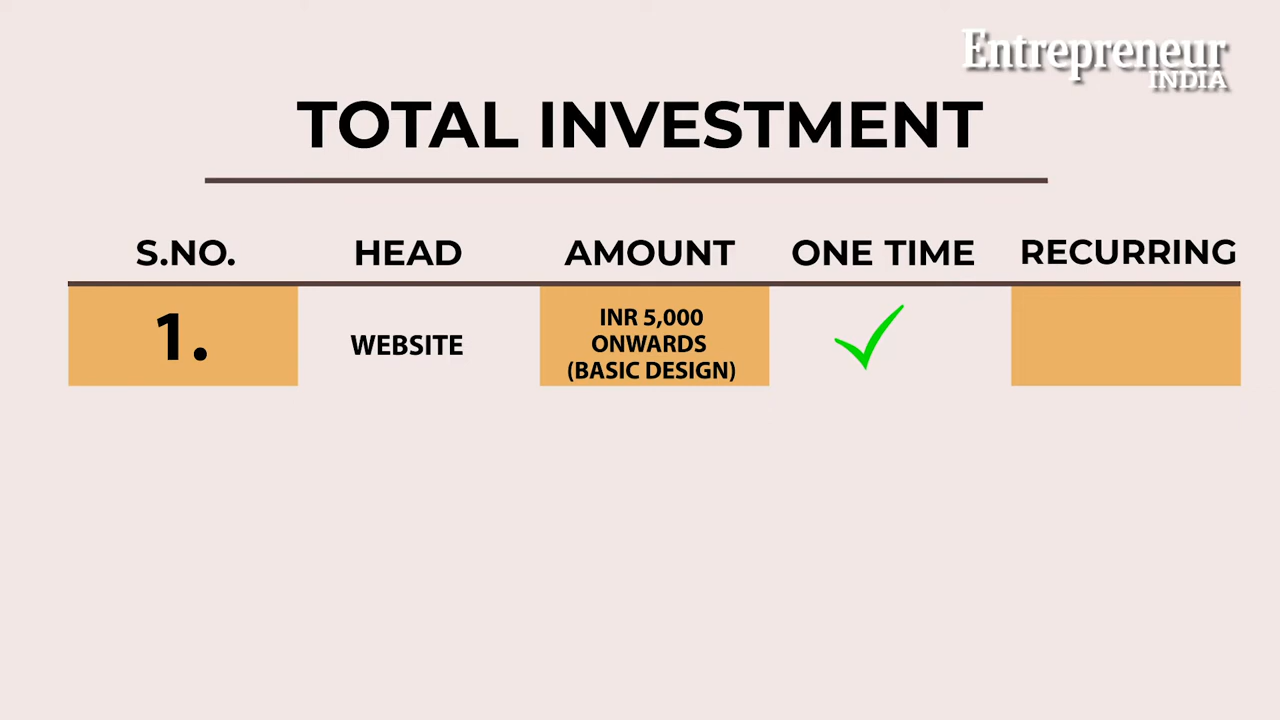 Entrepreneur
INDIA
TOTAL INVESTMENT
S.NO. HEAD AMOUNT ONE TIME RECURRING
1. WEBSITE INR 5,000
ONWARDS
(BASIC DESIGN)